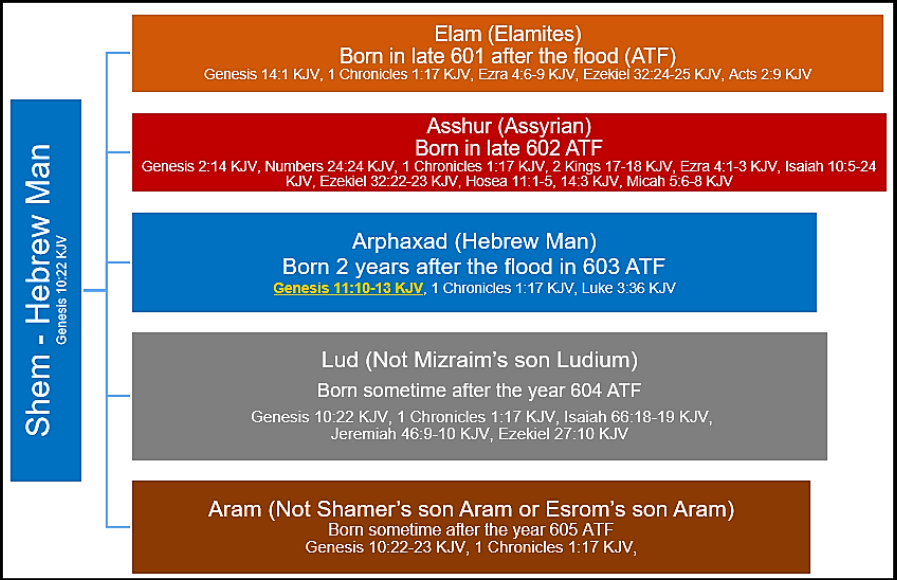 Shem - Hebrew Man
Genesis 10:22 KJV
Elam (Elamites)
Born in late 601 after the flood (ATF)
Genesis 14:1 KJV, 1 Chronicles 1:17 KJV, Ezra 4:6-9 KJV, Ezekiel 32:24-25 KJV, Acts 2:9 KJV
Asshur (Assyrian)
Born in late 602 ATF
Genesis 2:14 KJV, Numbers 24:24 KJV, 1 Chronicles 1:17 KJV, 2 Kings 17-18 KJV, Ezra 4:1-3 KJV, Isaiah 10:5-24
KJV, Ezekiel 32:22-23 KJV, Hosea 11:1-5, 14:3 KJV, Micah 5:6-8 KJV
Arphaxad (Hebrew Man)
Born 2 years after the flood in 603 ATF
Genesis 11:10-13 KJV, 1 Chronicles 1:17 KJV, Luke 3:36 KJV
Lud (Not Mizraim's son Ludium)
Born sometime after the year 604 ATF
Genesis 10:22 KJV, 1 Chronicles 1:17 KJV, Isaiah 66:18-19 KJV,
Jeremiah 46:9-10 KJV, Ezekiel 27:10 KJV
Aram (Not Shamer's son Aram or Esrom's son Aram)
Born sometime after the year 605 ATF
Genesis 10:22-23 KJV, 1 Chronicles 1:17 KJV,